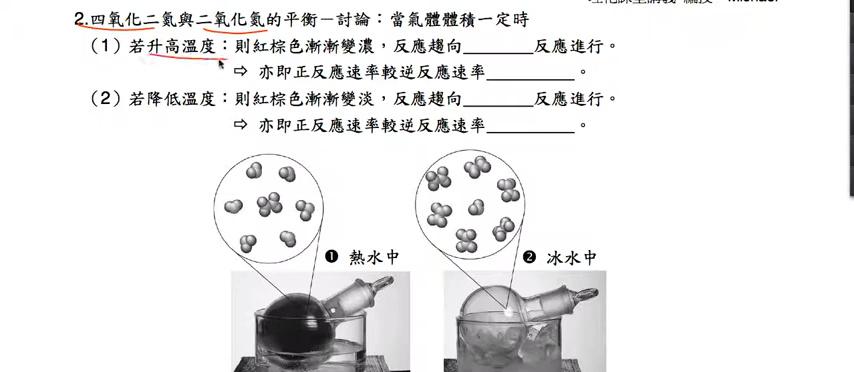 2.四氧化二氮與二氧化氮的平衡－討論：當氣體體積一定時
（1）若升高溫度：則紅棕色漸漸變濃，反應趨向________反應進行。
⇨ 亦即正反應速率較逆反應速率__________。
（2）若降低溫度：則紅棕色漸漸變淡，反應趨向________反應進行。
⇨ 亦即正反應速率較逆反應速率__________。
❶ 熱水中
❷ 冰水中